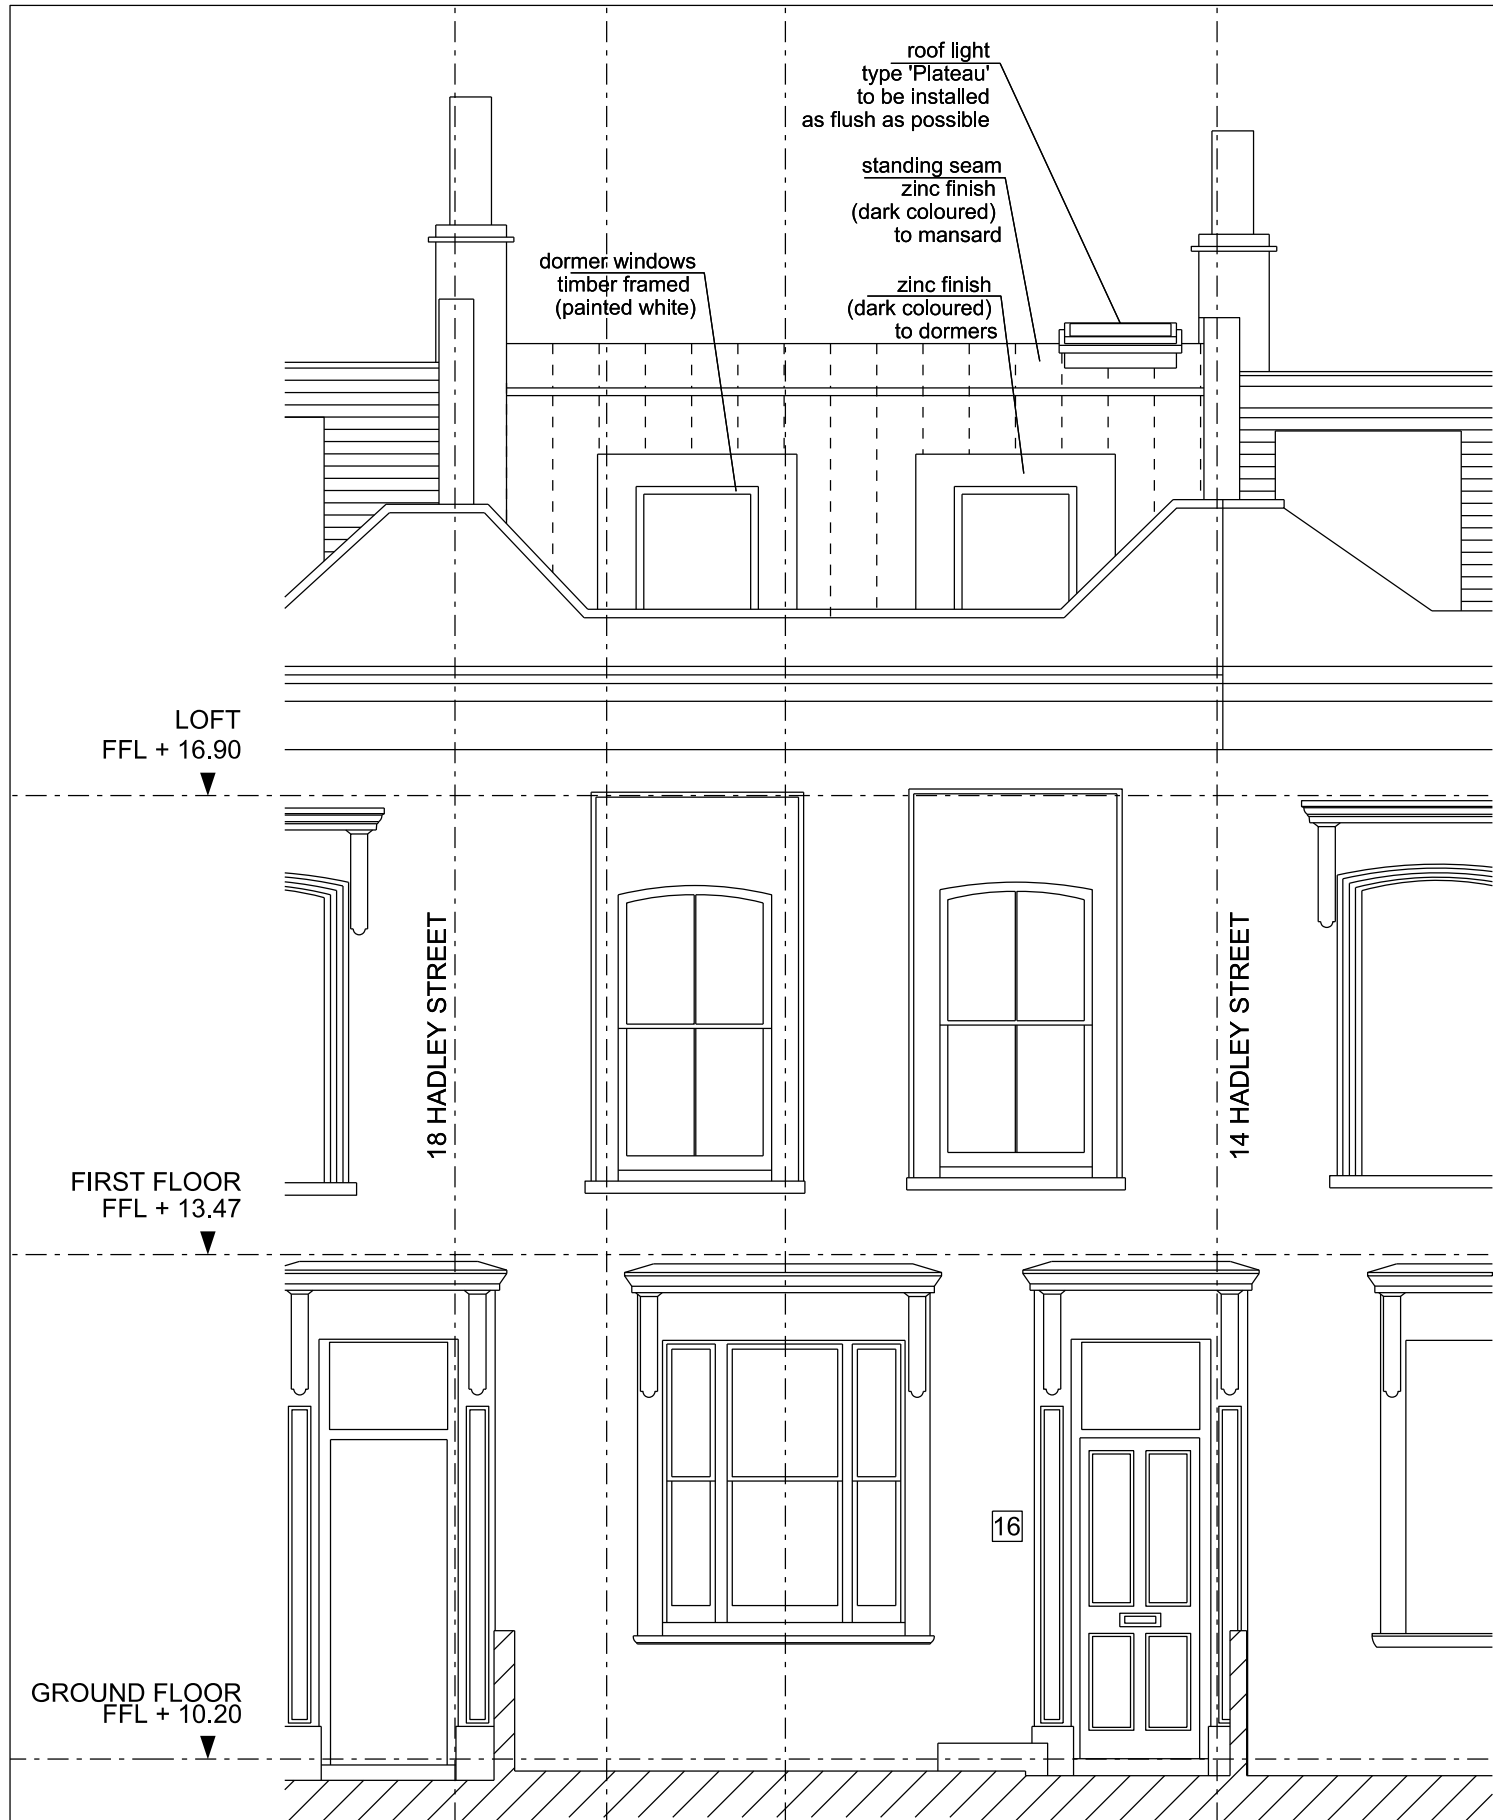 roof light
type 'Plateau'
to be installed
as flush as possible
standing seam
zinc finish
(dark coloured)
to mansard
dormer windows
timber framed
(painted white)
zinc finish
(dark coloured)
to dormers
LOFT
FFL + 16.90
18 HADLEY STREET
14 HADLEY STREET
FIRST FLOOR
FFL + 13.47
16
GROUND FLOOR
FFL + 10.20